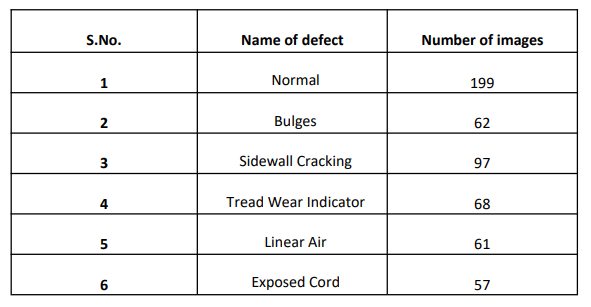 S.No. Name of defect Number of images
1 Normal 199
2 Bulges 62
3 Sidewall Cracking 97
4 Tread Wear Indicator 68
5 Linear Air 61
6 Exposed Cord 57